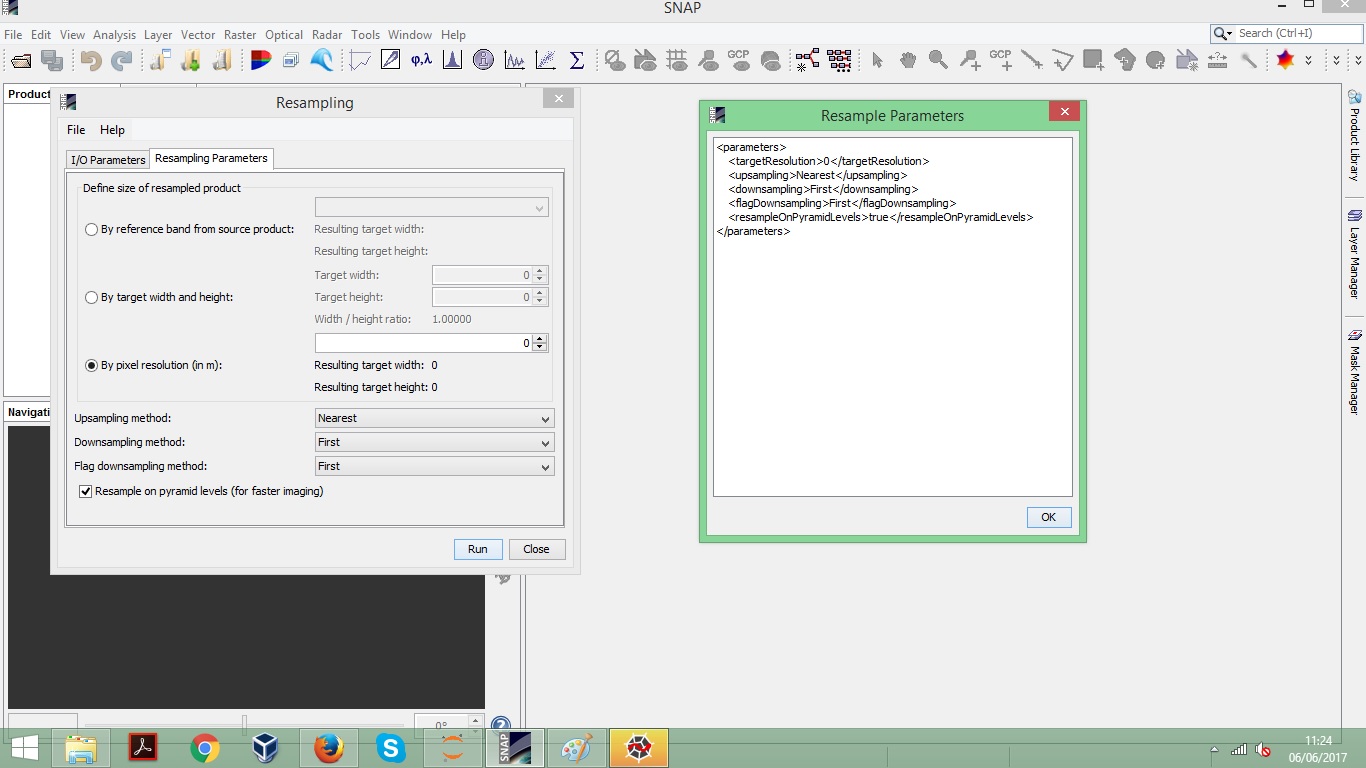 SNAP
File Edit View Analysis Layer Vector Raster Optical Radar Tools Window Help
Search (Ctrl+I)
φ,λ
Σ
GCP
GCP
Product
Resampling
File Help
I/O Parameters
Resampling Parameters
Define size of resampled product
By reference band from source product:
Resulting target width:
Resulting target height:
By target width and height:
Target width: 0
Target height: 0
Width / height ratio: 1.00000
By pixel resolution (in m):
0
Resulting target width: 0
Resulting target height: 0
Upsampling method: Nearest
Downsampling method: First
Flag downsampling method: First
Resample on pyramid levels (for faster imaging)
Run
Close
Navigati
0°
Resample Parameters
<parameters>
<targetResolution>0</targetResolution>
<upsampling>Nearest</upsampling>
<downsampling>First</downsampling>
<flagDownsampling>First</flagDownsampling>
<resampleOnPyramidLevels>true</resampleOnPyramidLevels>
</parameters>
OK
Product Library
Layer Manager
Mask Manager
SNAP
11:24
06/06/2017